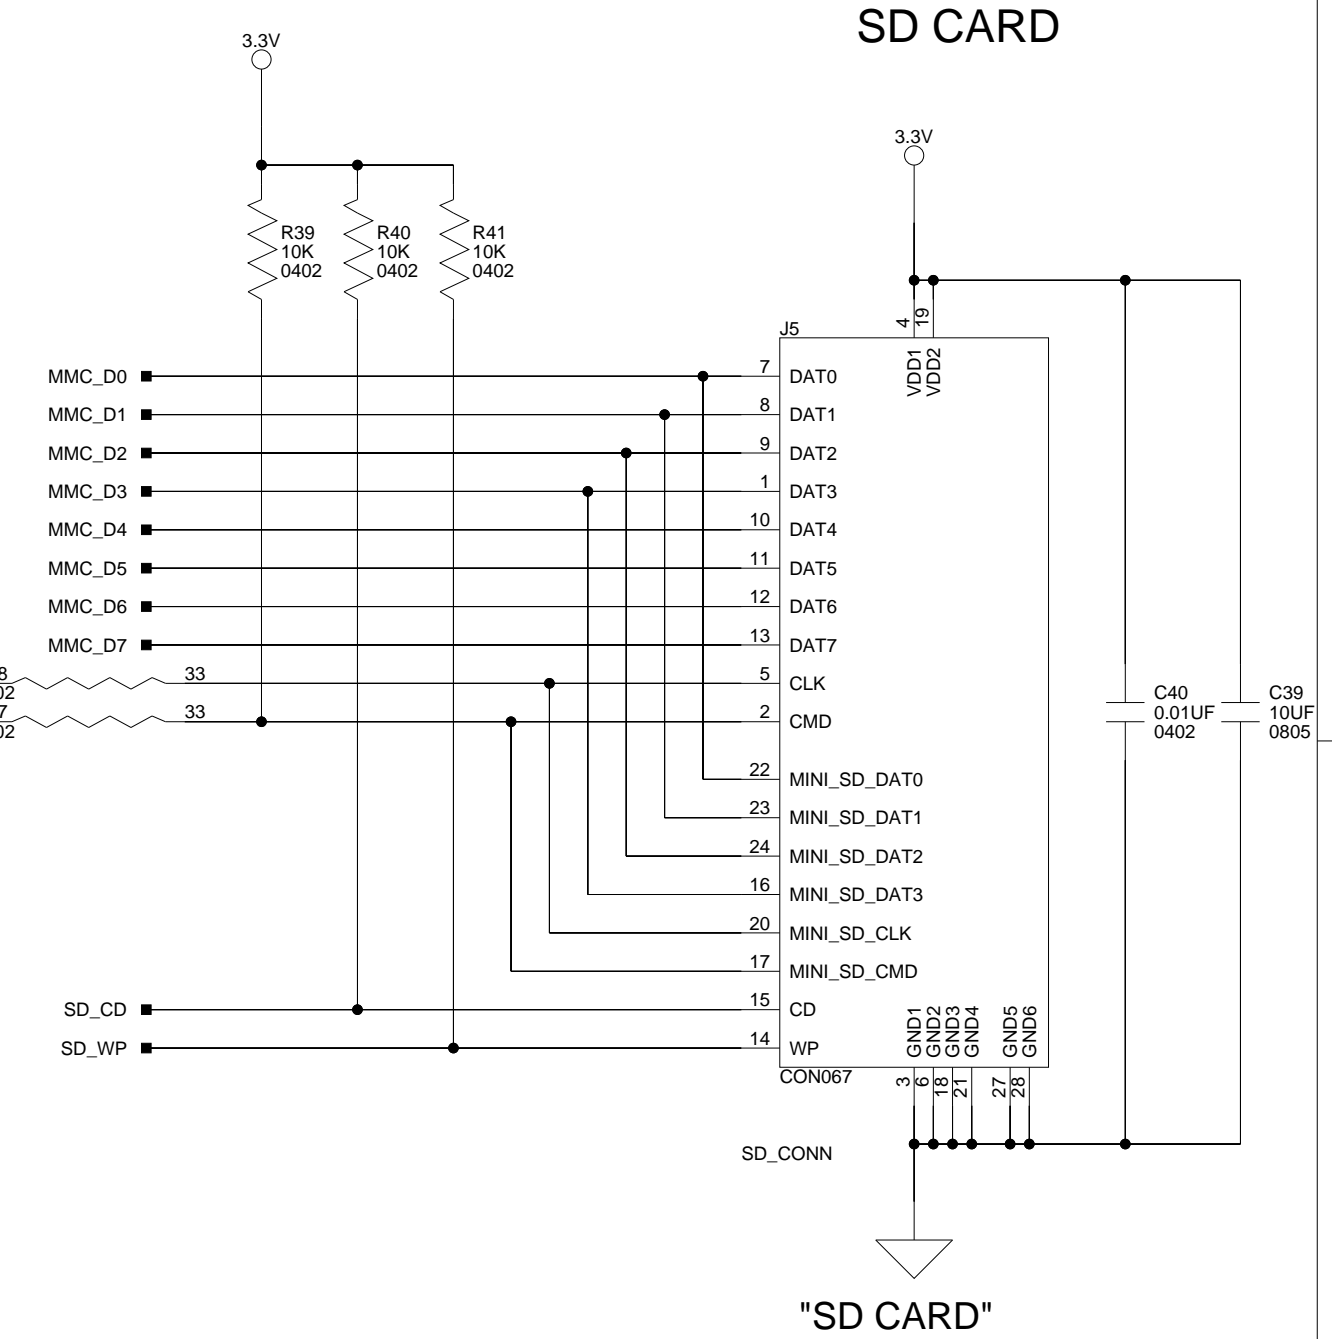 SD CARD
3.3V
3.3V
R39
10K
0402
R40
10K
0402
R41
10K
0402
4
19
J5
VDD1
VDD2
MMC_D0
7
DAT0
MMC_D1
8
DAT1
MMC_D2
9
DAT2
MMC_D3
1
DAT3
MMC_D4
10
DAT4
MMC_D5
11
DAT5
MMC_D6
12
DAT6
MMC_D7
13
DAT7
8
02
33
5
CLK
7
02
33
2
CMD
C40
0.01UF
0402
C39
10UF
0805
22
MINI_SD_DAT0
23
MINI_SD_DAT1
24
MINI_SD_DAT2
16
MINI_SD_DAT3
20
MINI_SD_CLK
17
MINI_SD_CMD
SD_CD
15
CD
SD_WP
14
WP
GND1
GND2
GND3
GND4
GND5
GND6
CON067
3
6
18
21
27
28
SD_CONN
"SD CARD"